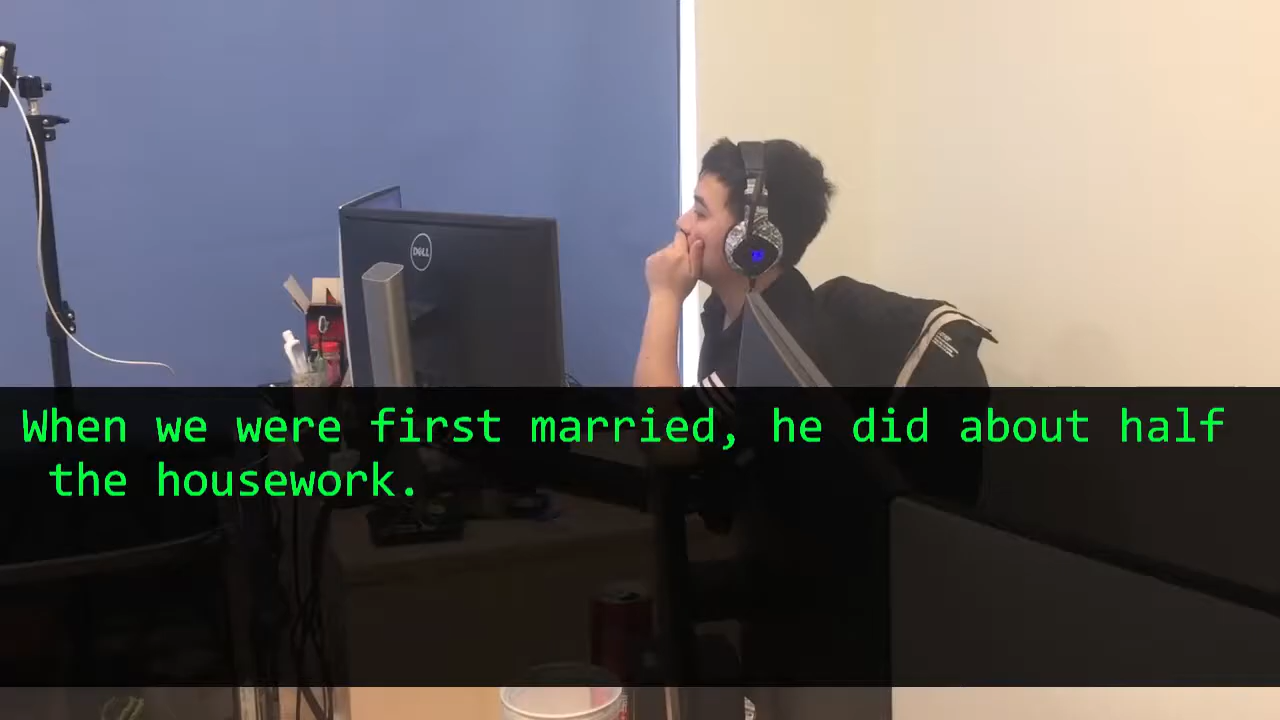 DELL
When we were first married, he did about half
the housework.